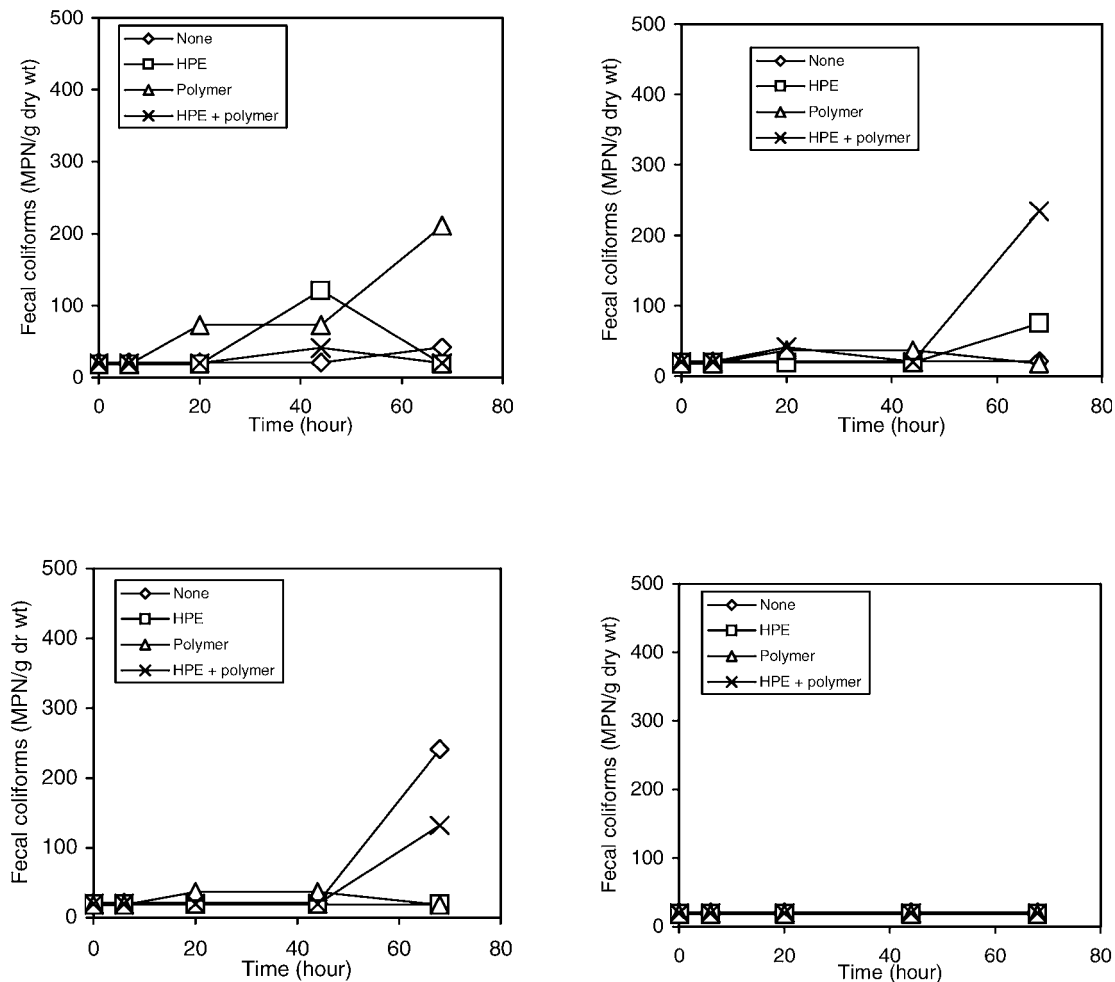 500
400
300
200
100
0
Fecal coliforms (MPN/g dry wt)
None
HPE
Polymer
HPE + polymer
0 20 40 60 80
Time (hour)
500
400
300
200
100
0
Fecal coliforms (MPN/g dry wt)
None
HPE
Polymer
HPE + polymer
0 20 40 60 80
Time (hour)
500
400
300
200
100
0
Fecal coliforms (MPN/g dr wt)
None
HPE
Polymer
HPE + polymer
0 20 40 60 80
Time (hour)
500
400
300
200
100
0
Fecal coliforms (MPN/g dry wt)
None
HPE
Polymer
HPE + polymer
0 20 40 60 80
Time (hour)